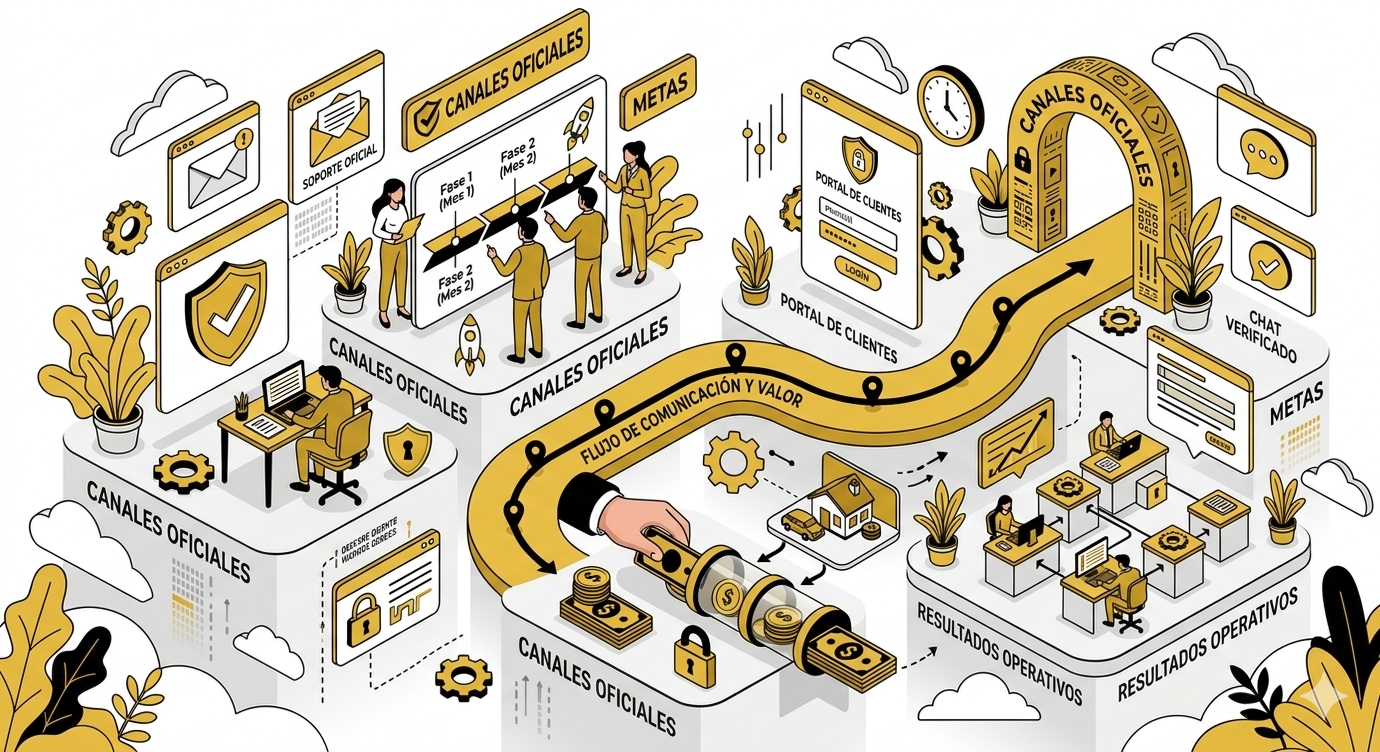 CANALES OFICIALES
METAS
SOPORTE OFICIAL
Fase 1
(Mes 1)
Fase 2
(Mes 2)
Fase 2
(Mes 2)
CANALES OFICIALES
CANALES OFICIALES
CANALES OFICIALES
PORTAL DE CLIENTES
LOGIN
PORTAL DE CLIENTES
CANALES OFICIALES
CHAT
VERIFICADO
METAS
FLUJO DE COMUNICACIÓN Y VALOR
$
$
$
$
$
CANALES OFICIALES
RESULTADOS OPERATIVOS
RESULTADOS OPERATIVOS